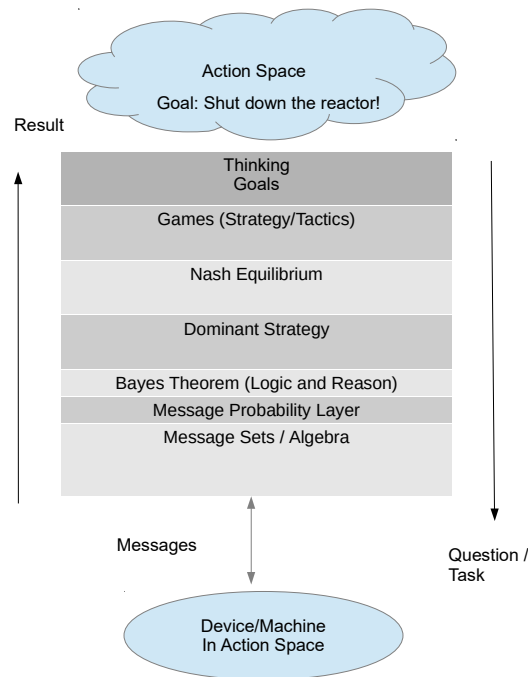 Action Space
Goal: Shut down the reactor!
Result
Thinking
Goals
Games (Strategy/Tactics)
Nash Equilibrium
Dominant Strategy
Bayes Theorem (Logic and Reason)
Message Probability Layer
Message Sets / Algebra
Messages
Question /
Task
Device/Machine
In Action Space